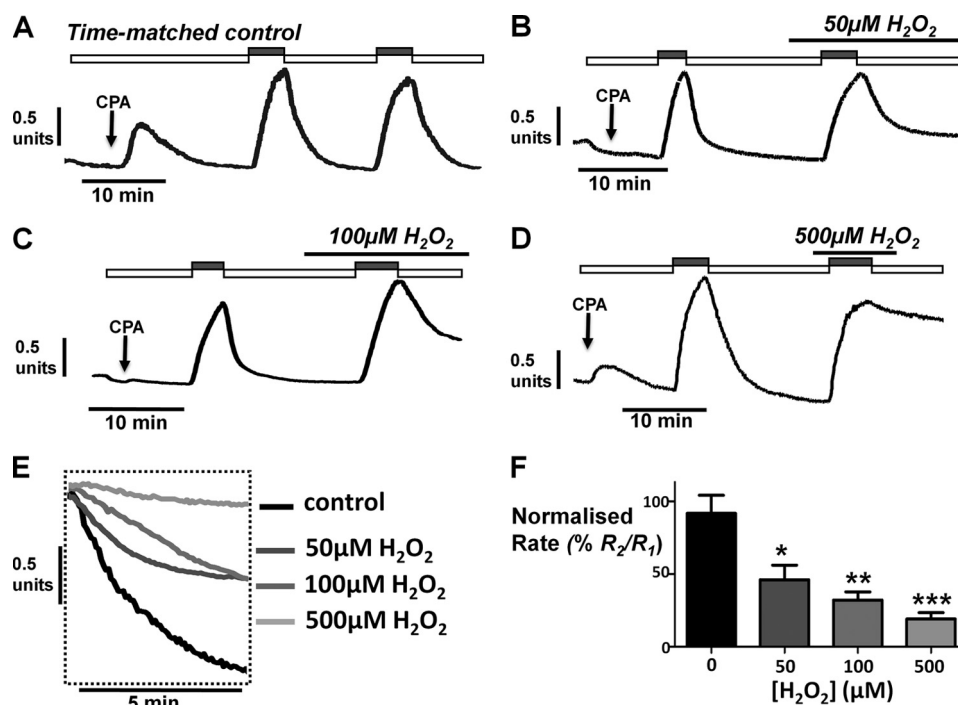 A
Time-matched control
CPA
0.5
units
10 min
B
50µM H₂O₂
CPA
0.5
units
10 min
C
100µM H₂O₂
CPA
0.5
units
10 min
D
500µM H₂O₂
CPA
0.5
units
10 min
E
0.5
units
5 min
control
50µM H₂O₂
100µM H₂O₂
500µM H₂O₂
F
Normalised
Rate (% R₂/R₁)
100
50
0
*
**
***
0
50
100
500
[H₂O₂] (µM)